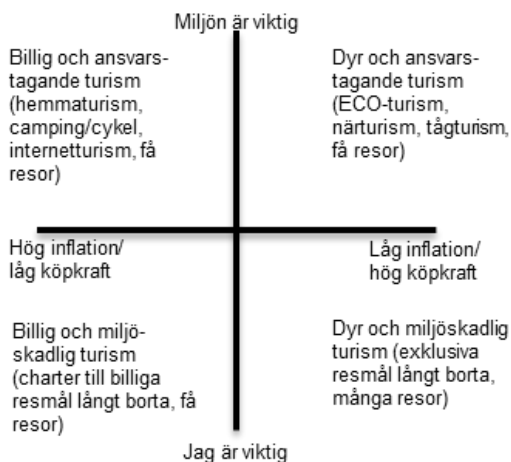 Miljön är viktig
Billig och ansvars-
tagande turism
(hemmaturism,
camping/cykel,
internetturism, få
resor)
Dyr och ansvars-
tagande turism
(ECO-turism,
närturism, tågturism,
få resor)
Hög inflation/
låg köpkraft
Låg inflation/
hög köpkraft
Billig och miljö-
skadlig turism
(charter till billiga
resmål långt borta, få
resor)
Dyr och miljöskadlig
turism (exklusiva
resmål långt borta,
många resor)
Jag är viktig